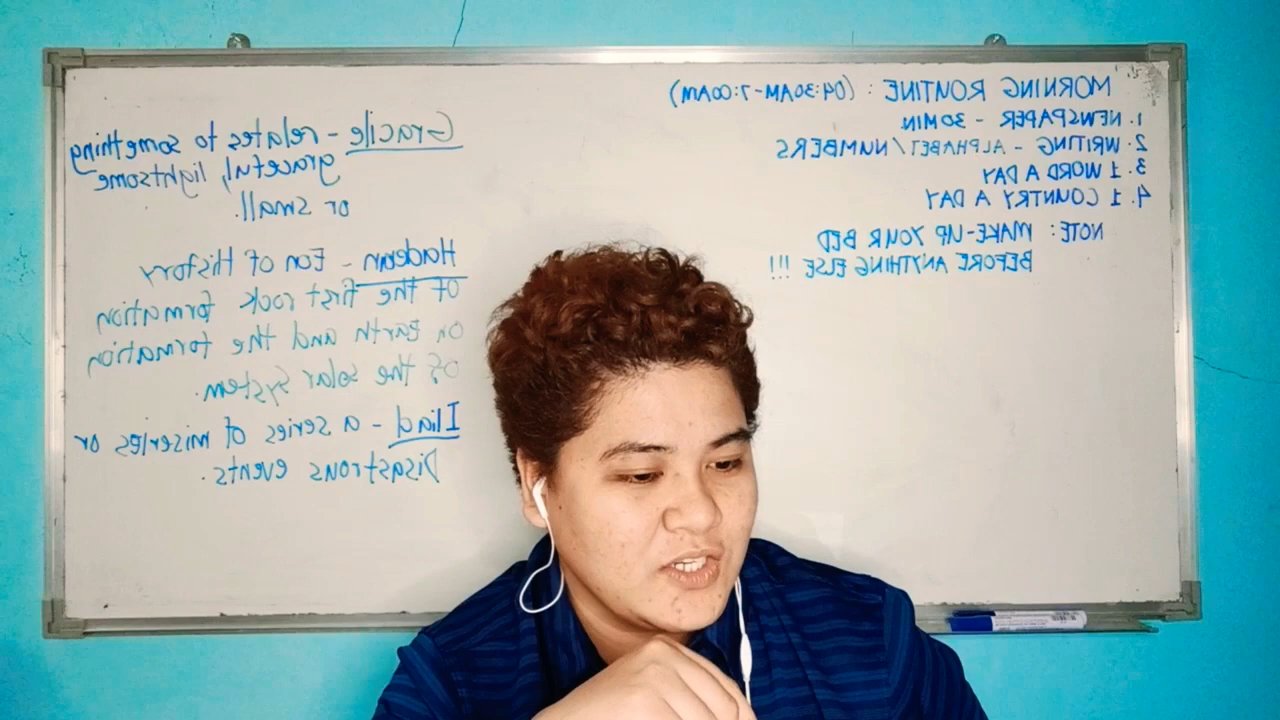 MORNING ROUTINE : (04:30AM-7:00AM)
1. NEWSPAPER - 30MIN
2. WRITING - ALPHABET/NUMBERS
3. 1 WORD A DAY
4. 1 COUNTRY A DAY
NOTE: MAKE-UP YOUR BED
BEFORE ANYTHING ELSE !!!
Gracile - relates to something
graceful, lightsome
or small.
Hadean - Eon of History
of the first rock formation
on Earth and the formation
of the solar system.
Iliad - a series of miseries or
Disastrous events.